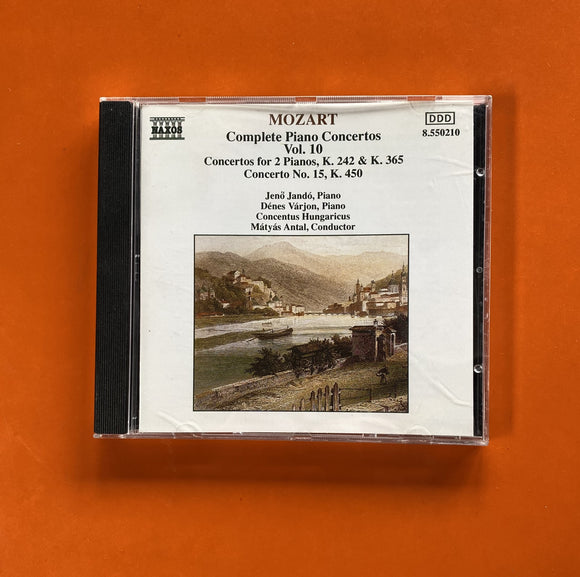 NAXOS
DDD
8.550210
MOZART
Complete Piano Concertos
Vol. 10
Concertos for 2 Pianos, K. 242 & K. 365
Concerto No. 15, K. 450
Jenő Jandó, Piano
Dénes Várjon, Piano
Concentus Hungaricus
Mátyás Antal, Conductor